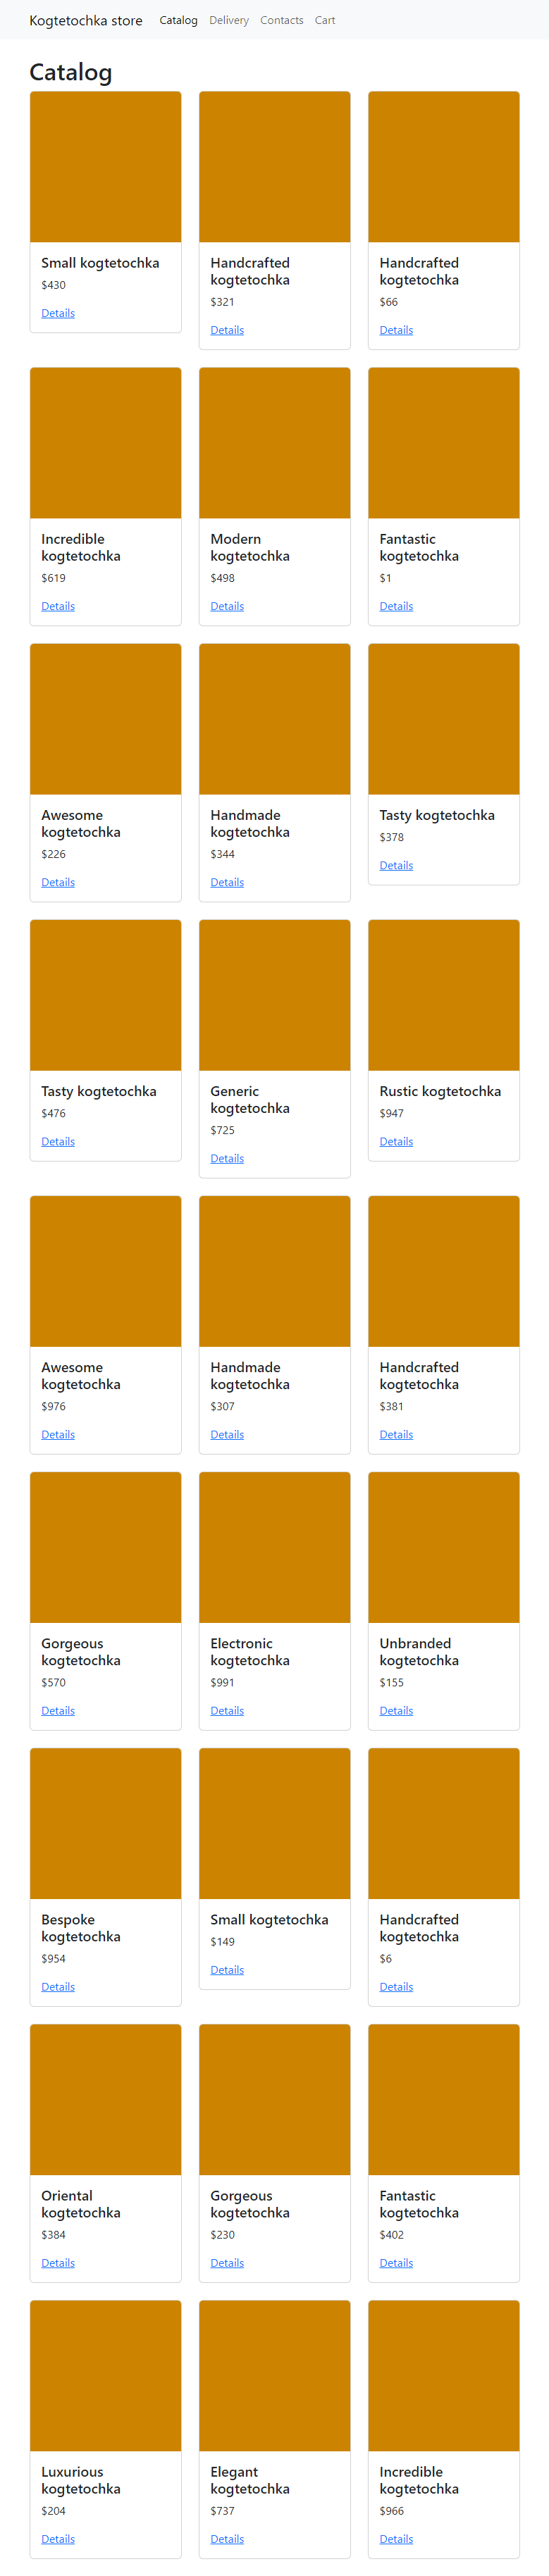 Kogtetochka store Catalog Delivery Contacts Cart
Catalog
Small kogtetochka
$430
Details
Handcrafted
kogtetochka
$321
Details
Handcrafted
kogtetochka
$66
Details
Incredible
kogtetochka
$619
Details
Modern
kogtetochka
$498
Details
Fantastic
kogtetochka
$1
Details
Awesome
kogtetochka
$226
Details
Handmade
kogtetochka
$344
Details
Tasty kogtetochka
$378
Details
Tasty kogtetochka
$476
Details
Generic
kogtetochka
$725
Details
Rustic kogtetochka
$947
Details
Awesome
kogtetochka
$976
Details
Handmade
kogtetochka
$307
Details
Handcrafted
kogtetochka
$381
Details
Gorgeous
kogtetochka
$570
Details
Electronic
kogtetochka
$991
Details
Unbranded
kogtetochka
$155
Details
Bespoke
kogtetochka
$954
Details
Small kogtetochka
$149
Details
Handcrafted
kogtetochka
$6
Details
Oriental
kogtetochka
$384
Details
Gorgeous
kogtetochka
$230
Details
Fantastic
kogtetochka
$402
Details
Luxurious
kogtetochka
$204
Details
Elegant
kogtetochka
$737
Details
Incredible
kogtetochka
$966
Details